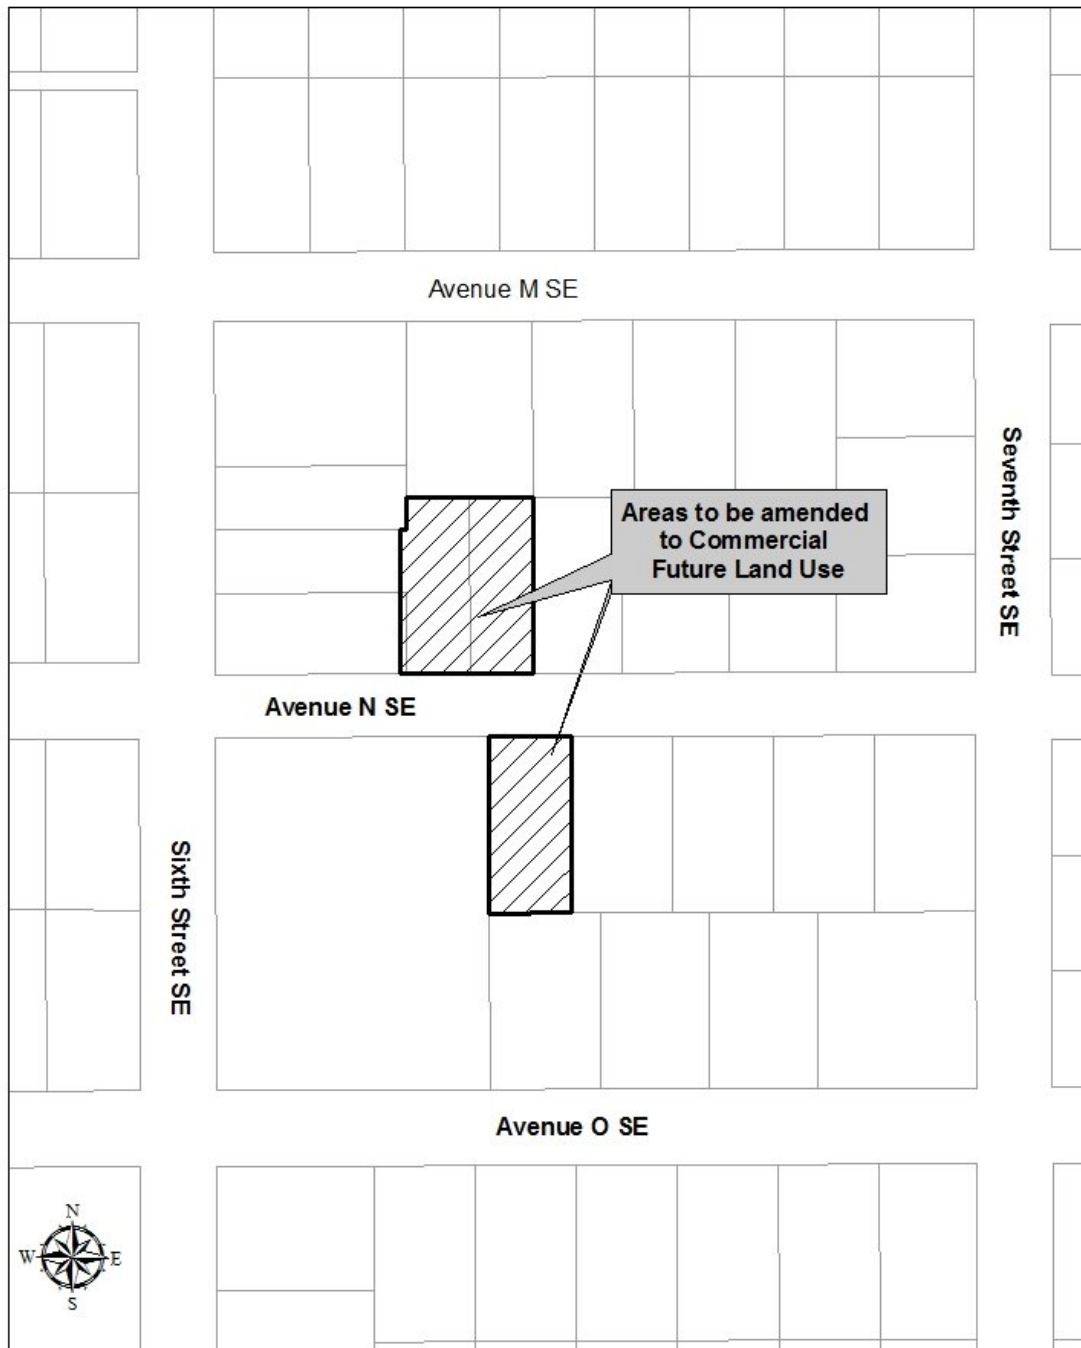 Avenue M SE
Seventh Street SE
Areas to be amended
to Commercial
Future Land Use
Avenue N SE
Sixth Street SE
Avenue O SE
N
W E
S